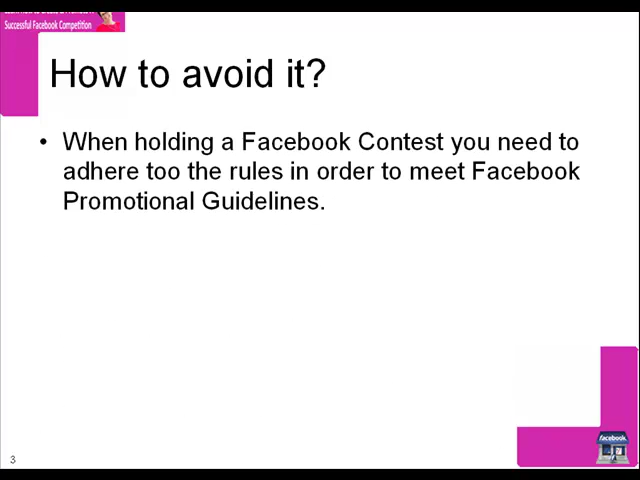 Successful Facebook Competition
How to avoid it?
• When holding a Facebook Contest you need to
adhere too the rules in order to meet Facebook
Promotional Guidelines.
facebook
3